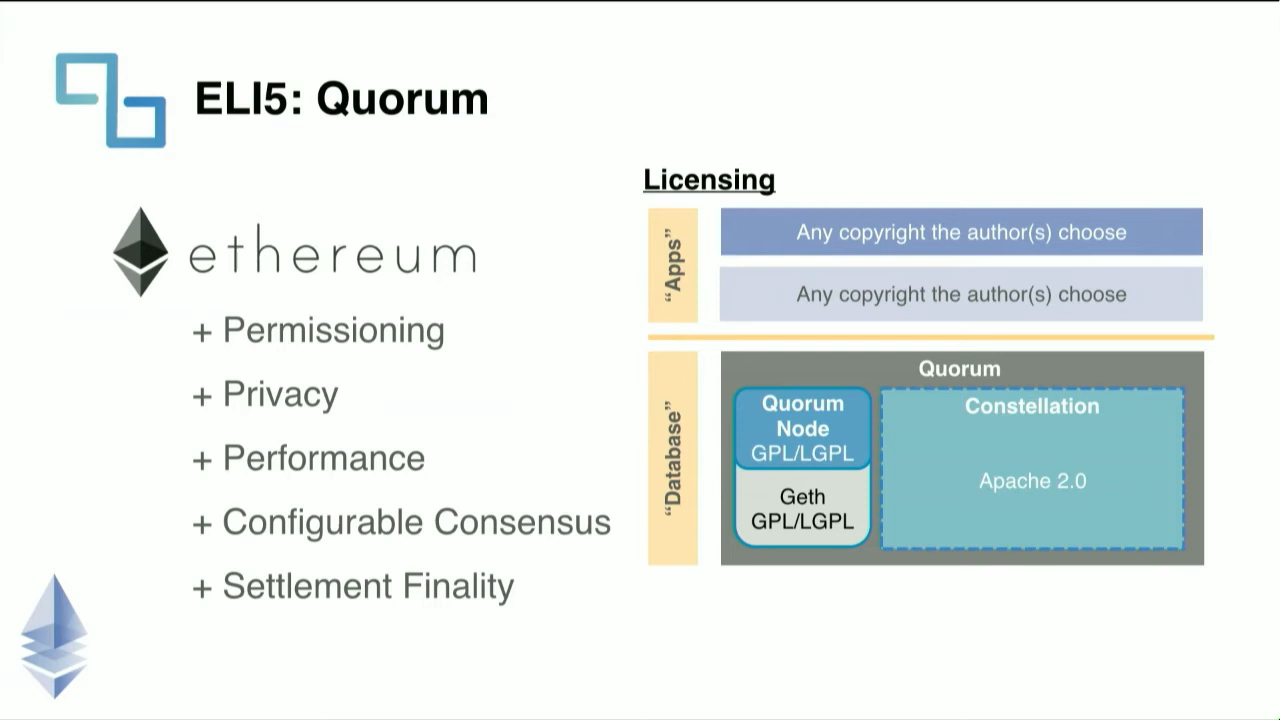 ELI5: Quorum
ethereum
+ Permissioning
+ Privacy
+ Performance
+ Configurable Consensus
+ Settlement Finality
Licensing
“Apps”
Any copyright the author(s) choose
Any copyright the author(s) choose
“Database”
Quorum
Quorum
Node
GPL/LGPL
Geth
GPL/LGPL
Constellation
Apache 2.0